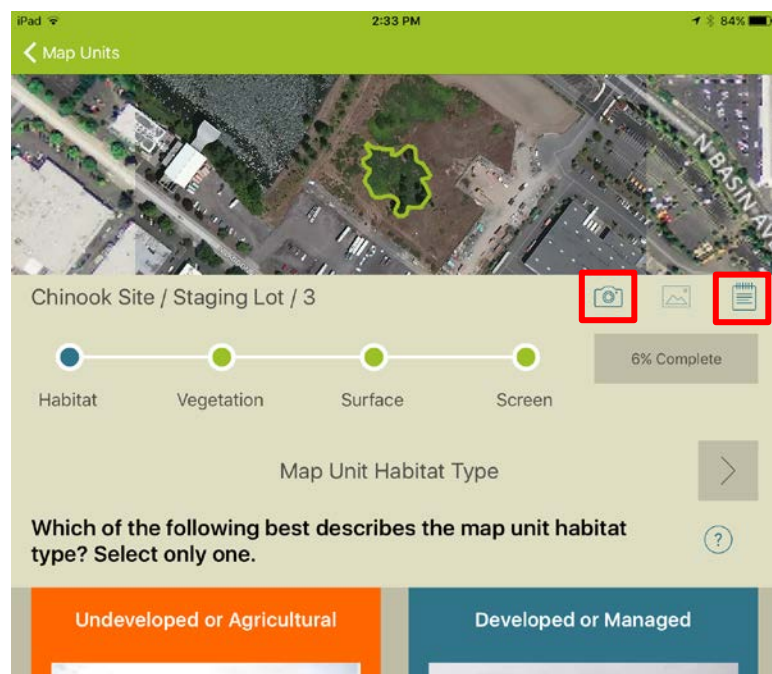 iPad 2:33 PM 84%
Map Units
N BASIN AV
Chinook Site / Staging Lot / 3
6% Complete
Habitat Vegetation Surface Screen
Map Unit Habitat Type
Which of the following best describes the map unit habitat
type? Select only one.
?
Undeveloped or Agricultural Developed or Managed